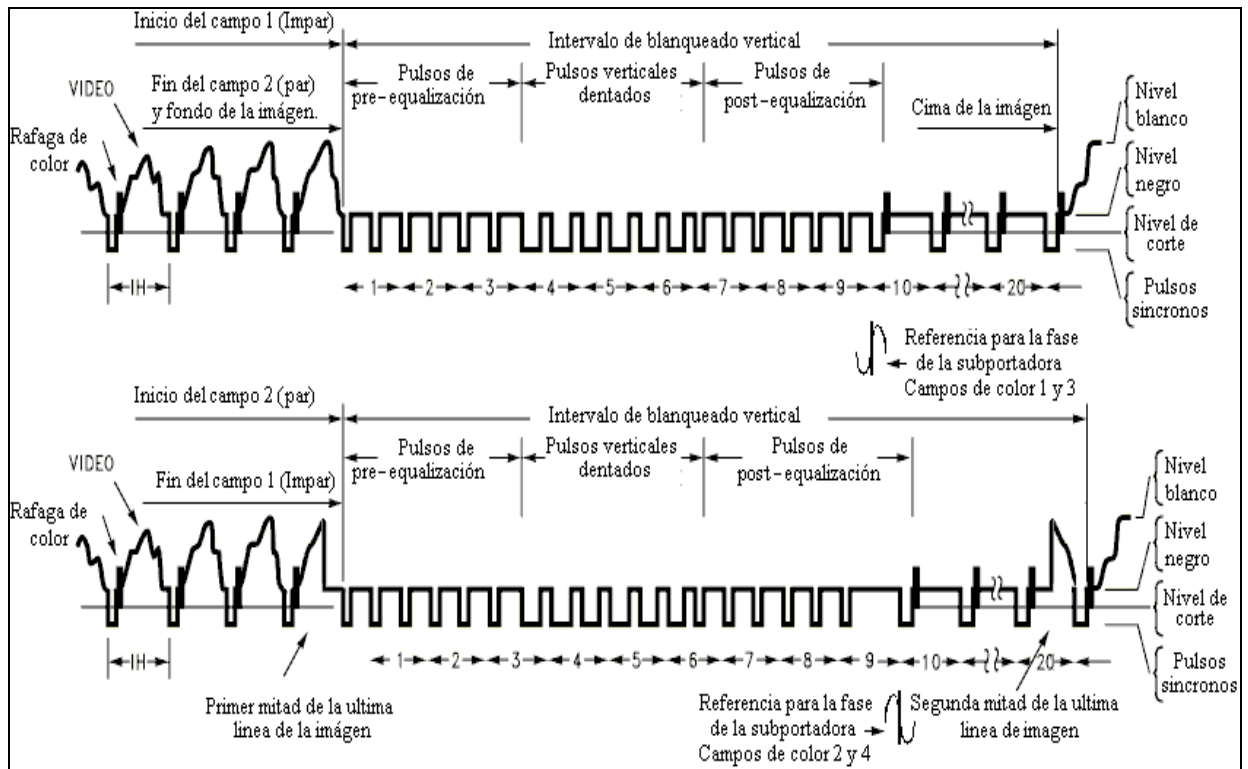 Inicio del campo 1 (Impar)
Intervalo de blanqueado vertical
VIDEO
Fin del campo 2 (par)
y fondo de la imágen.
Pulsos de
pre-equalización
Pulsos verticales
dentados
Pulsos de
post-equalización
Cima de la imágen
Rafaga de
color
Nivel
blanco
Nivel
negro
Nivel de
corte
Pulsos
sincronos
IH
1 2 3 4 5 6 7 8 9 10 20
Referencia para la fase
de la subportadora
Campos de color 1 y 3
Inicio del campo 2 (par)
Intervalo de blanqueado vertical
VIDEO
Fin del campo 1 (Impar)
Pulsos de
pre-equalización
Pulsos verticales
dentados
Pulsos de
post-equalización
Rafaga de
color
Nivel
blanco
Nivel
negro
Nivel de
corte
Pulsos
sincronos
IH
1 2 3 4 5 6 7 8 9 10 20
Primer mitad de la ultima
linea de la imágen
Referencia para la fase
de la subportadora
Campos de color 2 y 4
Segunda mitad de la ultima
linea de imagen